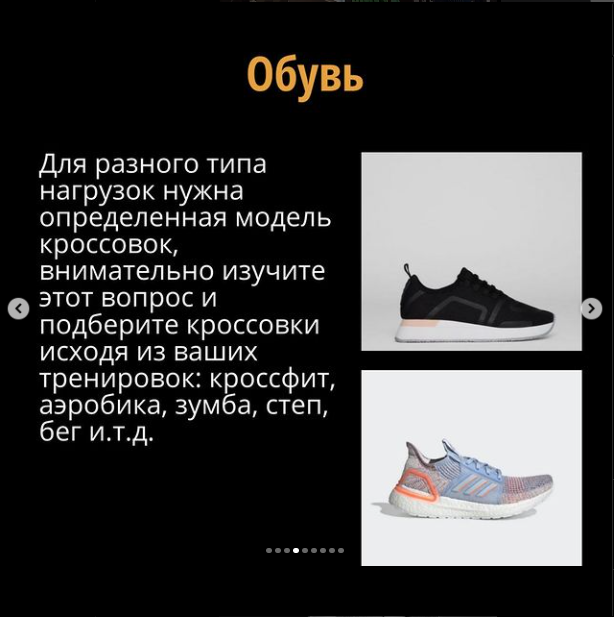 Обувь
Для разного типа
нагрузок нужна
определенная модель
кроссовок,
внимательно изучите
этот вопрос и
подберите кроссовки
исходя из ваших
тренировок: кроссфит,
аэробика, зумба, степ,
бег и.т.д.